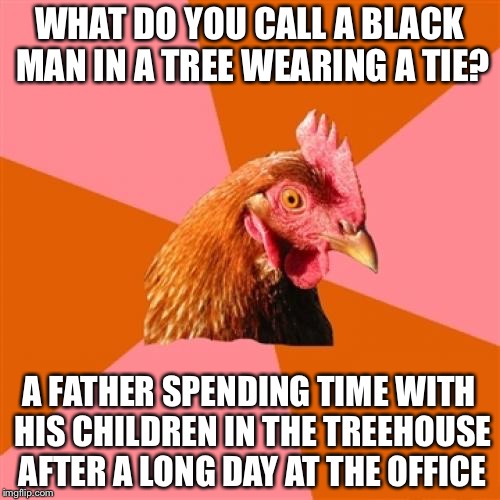 WHAT DO YOU CALL A BLACK
MAN IN A TREE WEARING A TIE?
A FATHER SPENDING TIME WITH
HIS CHILDREN IN THE TREEHOUSE
AFTER A LONG DAY AT THE OFFICE
imgflip.com